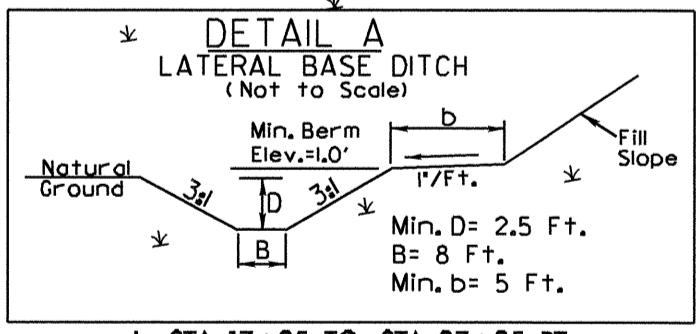 DETAIL A
LATERAL BASE DITCH
(Not to Scale)
b
Min. Berm
Elev.=1.0'
Fill
Slope
Natural
Ground
3:1
D
3:1
1"/Ft.
B
Min. D= 2.5 Ft.
B= 8 Ft.
Min. b= 5 Ft.